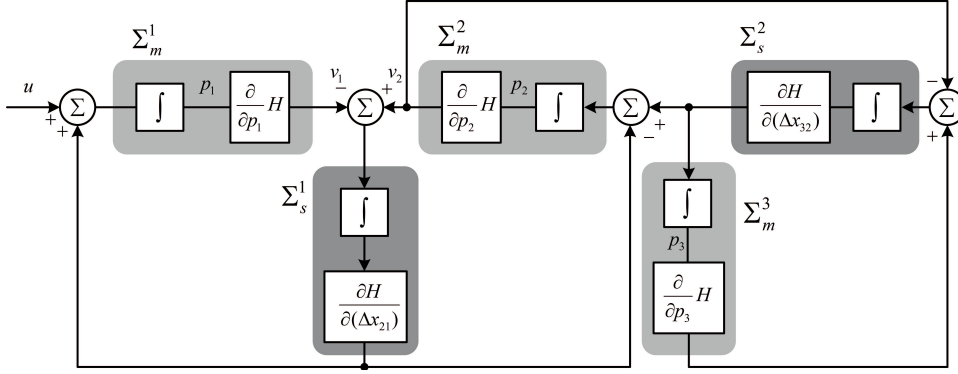 Σ_m^1
Σ_m^2
Σ_s^2
u
+
+
Σ
∫
p_1
∂/∂p_1 H
v_1
−
Σ
v_2
+
∂/∂p_2 H
p_2
∫
Σ
+
−
∂H/∂(Δx_32)
∫
−
Σ
+
Σ_s^1
∫
∂H/∂(Δx_21)
∫
Σ_m^3
p_3
∂/∂p_3 H